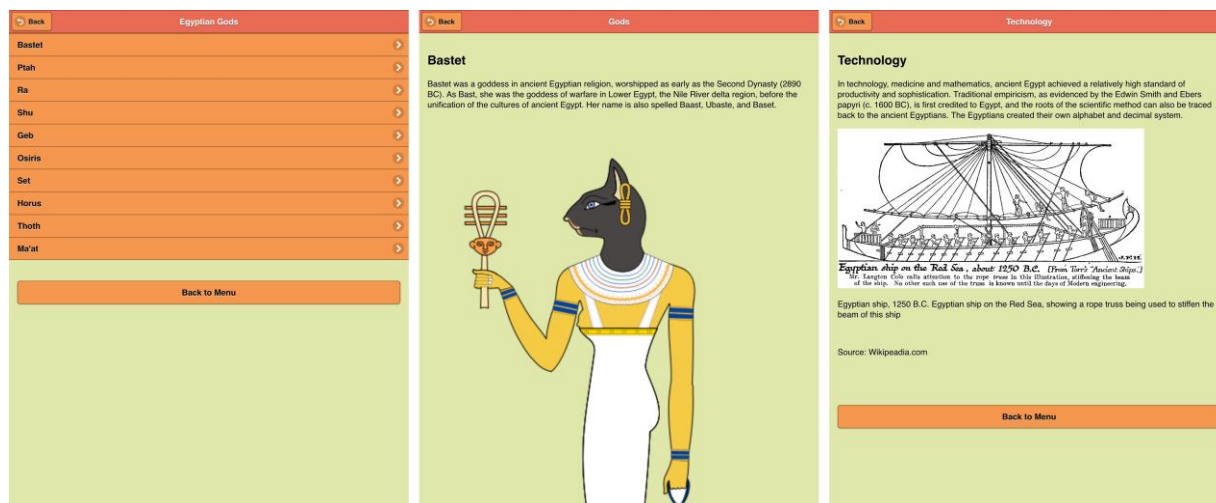 Back
Egyptian Gods
Bastet
Ptah
Ra
Shu
Geb
Osiris
Set
Horus
Thoth
Ma'at
Back to Menu
Back
Gods
Bastet
Bastet was a goddess in ancient Egyptian religion, worshipped as early as the Second Dynasty (2890
BC). As Bast, she was the goddess of warfare in Lower Egypt, the Nile River delta region, before the
unification of the cultures of ancient Egypt. Her name is also spelled Baast, Ubaste, and Baset.
Back
Technology
Technology
In technology, medicine and mathematics, ancient Egypt achieved a relatively high standard of
productivity and sophistication. Traditional empiricism, as evidenced by the Edwin Smith and Ebers
papyri (c. 1600 BC), is first credited to Egypt, and the roots of the scientific method can also be traced
back to the ancient Egyptians. The Egyptians created their own alphabet and decimal system.
J.F.H.
Egyptian ship on the Red Sea, about 1250 B.C. [From Torr's "Ancient Ships."]
Mr. Langton Cole calls attention to the rope truss in this illustration, stiffening the beam
of the ship. No other such use of the truss is known until the days of Modern engineering.
Egyptian ship, 1250 B.C. Egyptian ship on the Red Sea, showing a rope truss being used to stiffen the
beam of this ship
Source: Wikipeadia.com
Back to Menu